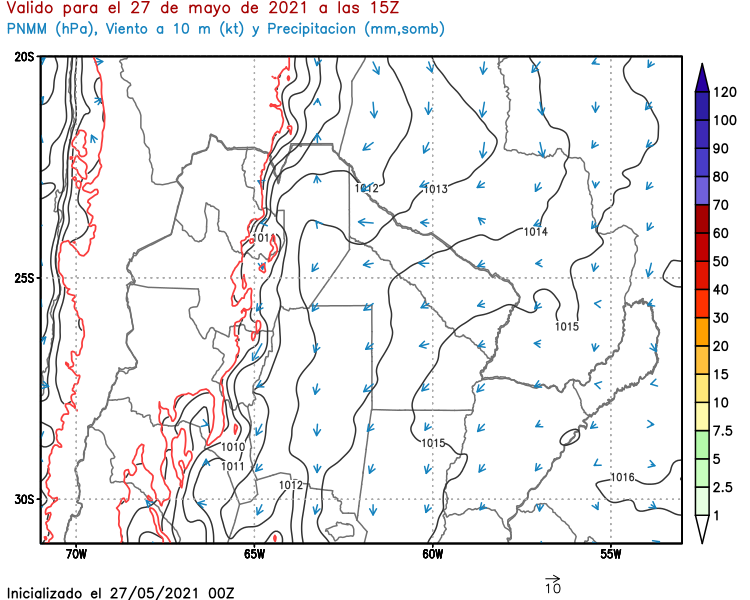 Valido para el 27 de mayo de 2021 a las 15Z
PNMM (hPa), Viento a 10 m (kt) y Precipitacion (mm,somb)
20S
25S
30S
70W
65W
60W
55W
1012
1013
1011
1014
1015
1015
1010
1011
1012
1016
120
100
90
80
70
60
50
40
30
20
15
10
7.5
5
2.5
1
10
Inicializado el 27/05/2021 00Z